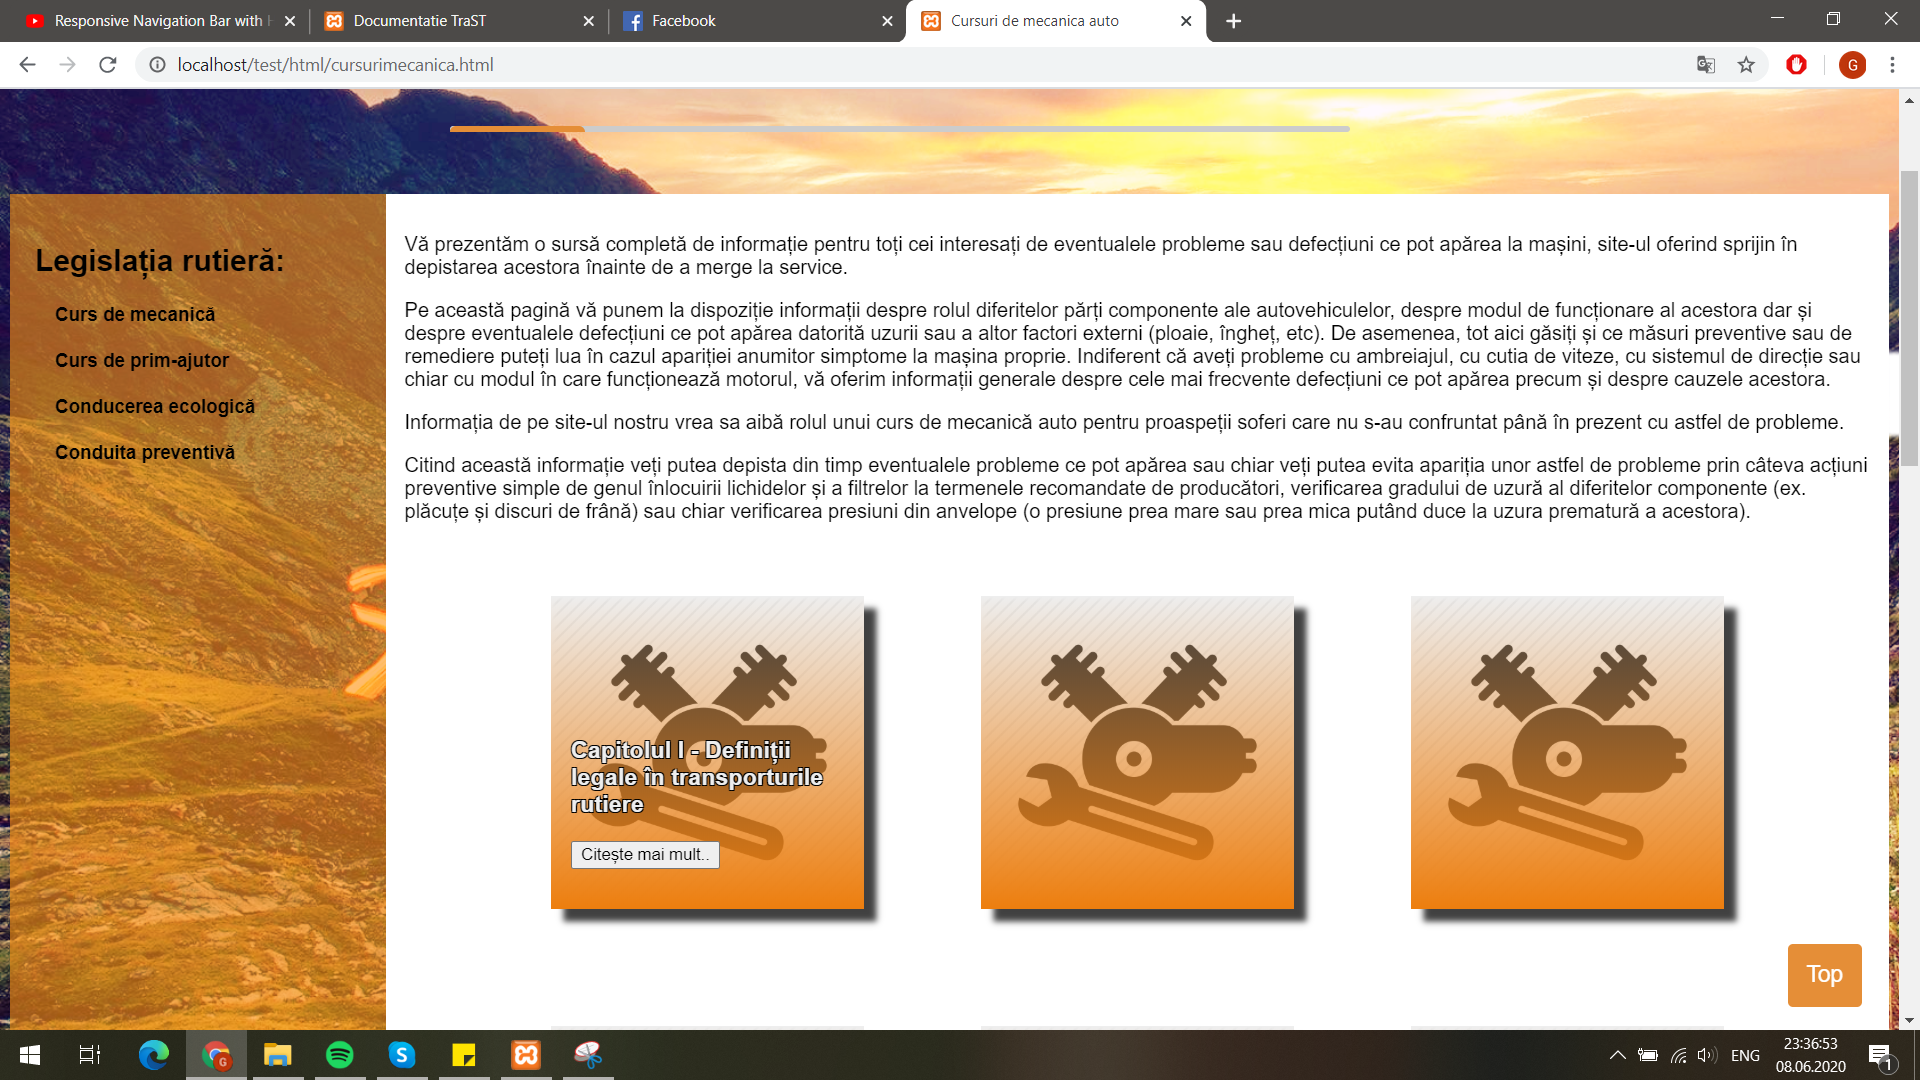 Responsive Navigation Bar with
Documentatie TraST
Facebook
Cursuri de mecanica auto
localhost/test/html/cursurimecanica.html
G
Legislația rutieră:
Curs de mecanică
Curs de prim-ajutor
Conducerea ecologică
Conduita preventivă
Vă prezentăm o sursă completă de informație pentru toți cei interesați de eventualele probleme sau defecțiuni ce pot apărea la mașini, site-ul oferind sprijin în
depistarea acestora înainte de a merge la service.
Pe această pagină vă punem la dispoziție informații despre rolul diferitelor părți componente ale autovehiculelor, despre modul de funcționare al acestora dar și
despre eventualele defecțiuni ce pot apărea datorită uzurii sau a altor factori externi (ploaie, îngheț, etc). De asemenea, tot aici găsiți și ce măsuri preventive sau de
remediere puteți lua în cazul apariției anumitor simptome la mașina proprie. Indiferent că aveți probleme cu ambreiajul, cu cutia de viteze, cu sistemul de direcție sau
chiar cu modul în care funcționează motorul, vă oferim informații generale despre cele mai frecvente defecțiuni ce pot apărea precum și despre cauzele acestora.
Informația de pe site-ul nostru vrea sa aibă rolul unui curs de mecanică auto pentru proaspeții soferi care nu s-au confruntat până în prezent cu astfel de probleme.
Citind această informație veți putea depista din timp eventualele probleme ce pot apărea sau chiar veți putea evita apariția unor astfel de probleme prin câteva acțiuni
preventive simple de genul înlocuirii lichidelor și a filtrelor la termenele recomandate de producători, verificarea gradului de uzură al diferitelor componente (ex.
plăcuțe și discuri de frână) sau chiar verificarea presiuni din anvelope (o presiune prea mare sau prea mica putând duce la uzura prematură a acestora).
Capitolul I - Definiții
legale în transporturile
rutiere
Citește mai mult..
Top
ENG
23:36:53
08.06.2020
1